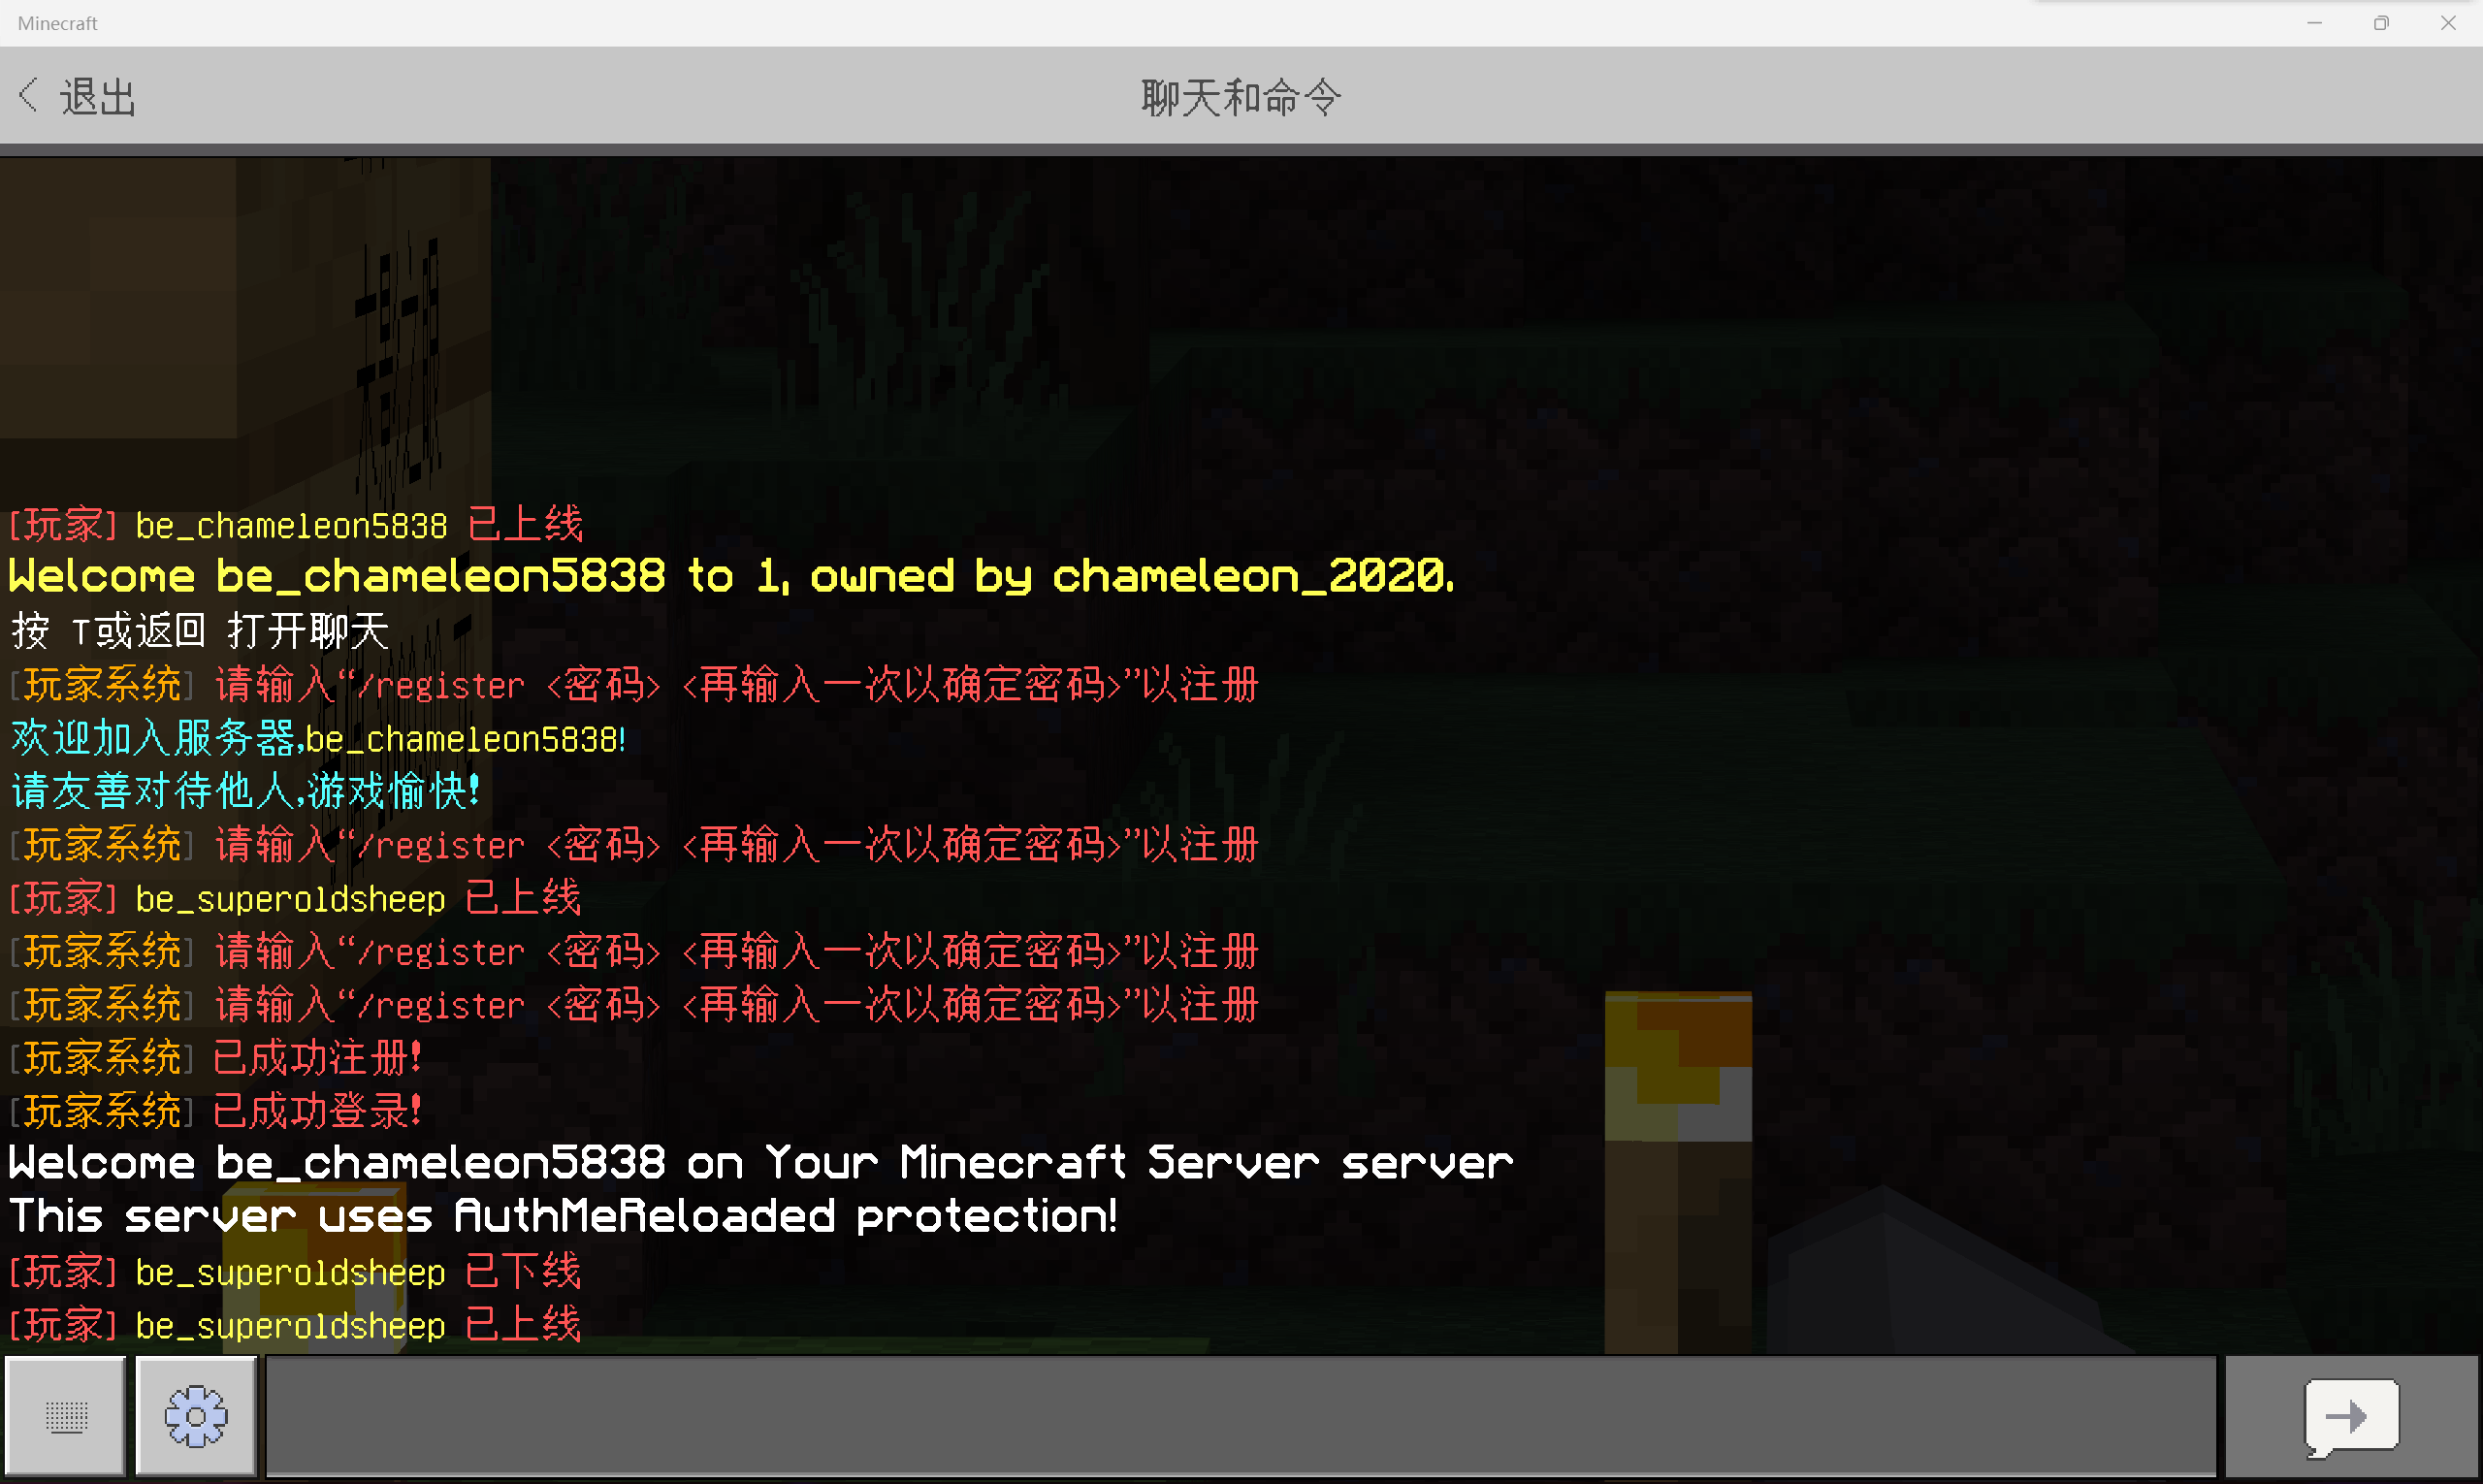 Minecraft
退出
聊天和命令
[玩家] be_chameleon5838 已上线
Welcome be_chameleon5838 to 1, owned by chameleon_2020.
按 T或返回 打开聊天
[玩家系统] 请输入“/register <密码> <再输入一次以确定密码>”以注册
欢迎加入服务器,be_chameleon5838!
请友善对待他人,游戏愉快!
[玩家系统] 请输入“/register <密码> <再输入一次以确定密码>”以注册
[玩家] be_superoldsheep 已上线
[玩家系统] 请输入“/register <密码> <再输入一次以确定密码>”以注册
[玩家系统] 请输入“/register <密码> <再输入一次以确定密码>”以注册
[玩家系统] 已成功注册!
[玩家系统] 已成功登录!
Welcome be_chameleon5838 on Your Minecraft Server server
This server uses AuthMeReloaded protection!
[玩家] be_superoldsheep 已下线
[玩家] be_superoldsheep 已上线